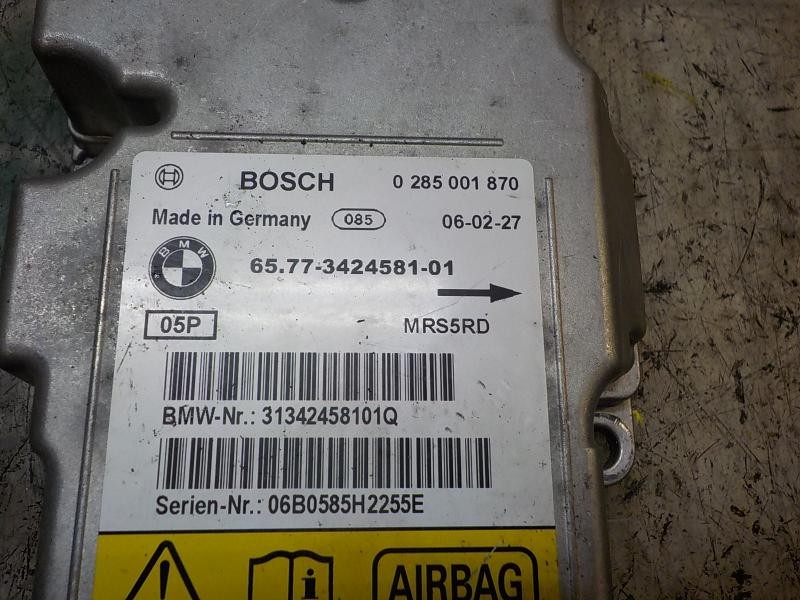 BOSCH 0 285 001 870
Made in Germany 085 06-02-27
BMW 65.77-3424581-01
05P MRS5RD
BMW-Nr.: 31342458101Q
Serien-Nr.: 06B0585H2255E
AIRBAG